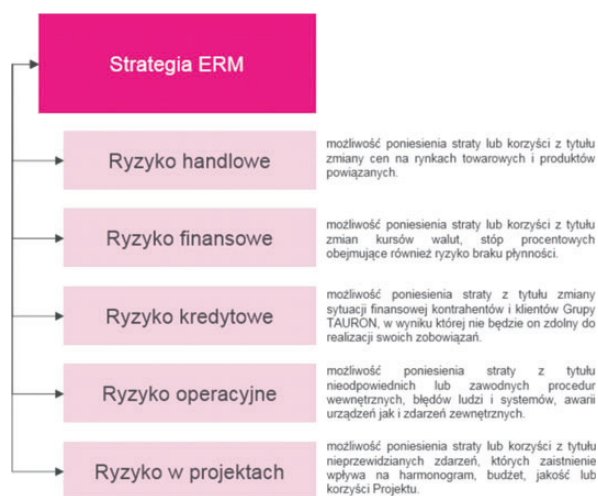 Strategia ERM
Ryzyko handlowe
możliwość poniesienia straty lub korzyści z tytułu
zmiany cen na rynkach towarowych i produktów
powiązanych.
Ryzyko finansowe
możliwość poniesienia straty lub korzyści z tytułu
zmian kursów walut, stóp procentowych
obejmujące również ryzyko braku płynności.
Ryzyko kredytowe
możliwość poniesienia straty z tytułu zmiany
sytuacji finansowej kontrahentów i klientów Grupy
TAURON, w wyniku której nie będzie on zdolny do
realizacji swoich zobowiązań.
Ryzyko operacyjne
możliwość poniesienia straty z tytułu
nieodpowiednich lub zawodnych procedur
wewnętrznych, błędów ludzi i systemów, awarii
urządzeń jak i zdarzeń zewnętrznych.
Ryzyko w projektach
możliwość poniesienia straty lub korzyści z tytułu
nieprzewidzianych zdarzeń, których zaistnienie
wpływa na harmonogram, budżet, jakość lub
korzyści Projektu.